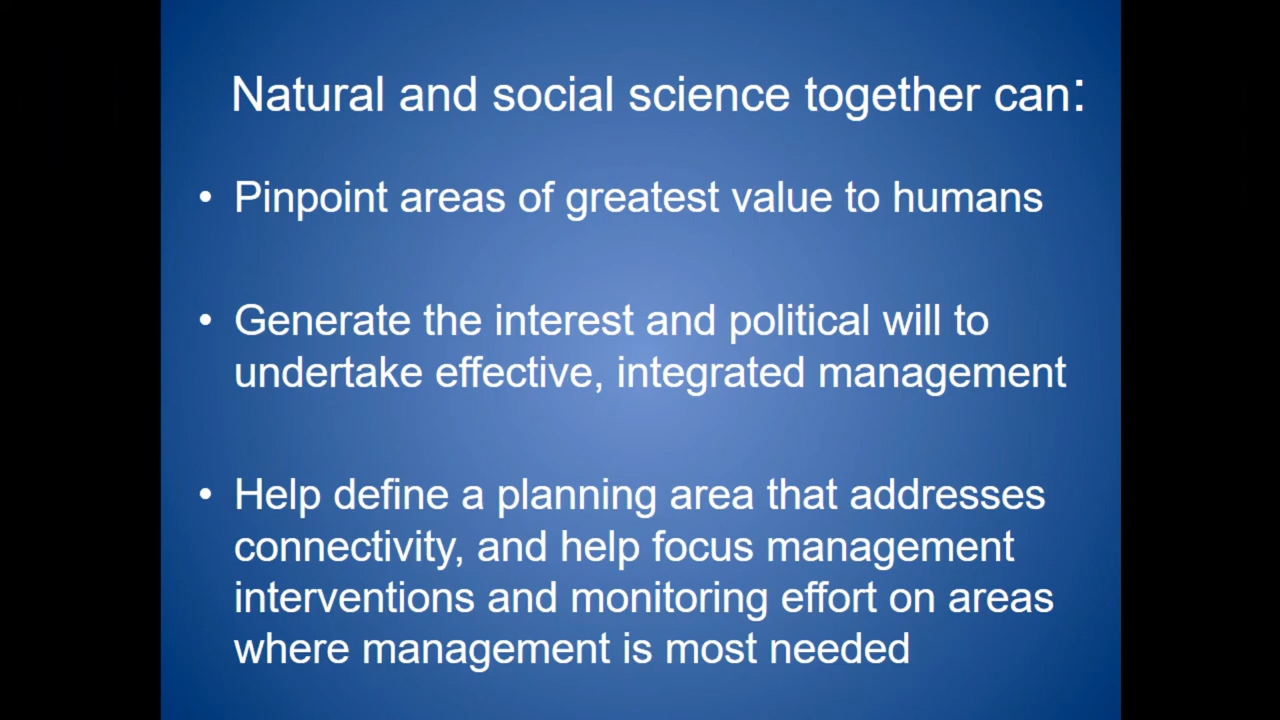 Natural and social science together can:
• Pinpoint areas of greatest value to humans
• Generate the interest and political will to
undertake effective, integrated management
• Help define a planning area that addresses
connectivity, and help focus management
interventions and monitoring effort on areas
where management is most needed